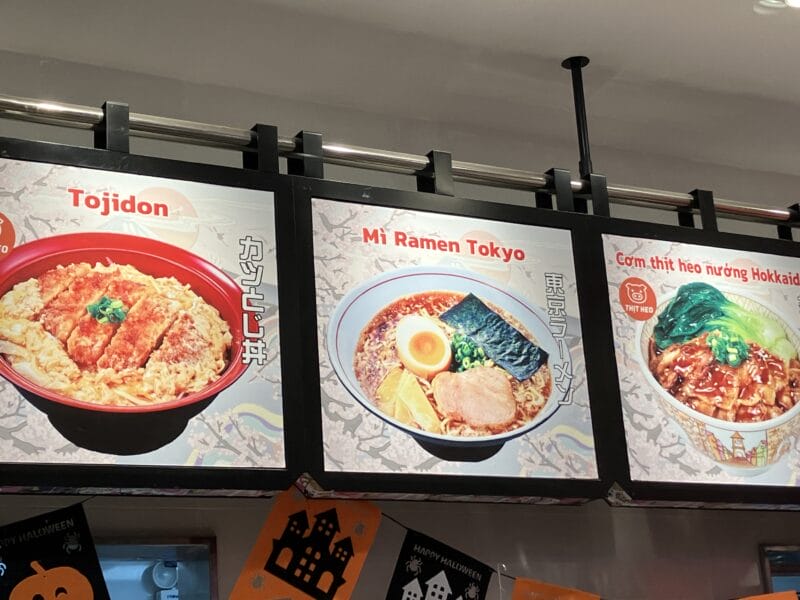 Tojidon
カツとじ丼
Mì Ramen Tokyo
東京ラーメン
Cơm thịt heo nướng Hokkaid
THỊT HEO
HAPPY HALLOWEEN
HAPPY HALLOWEEN